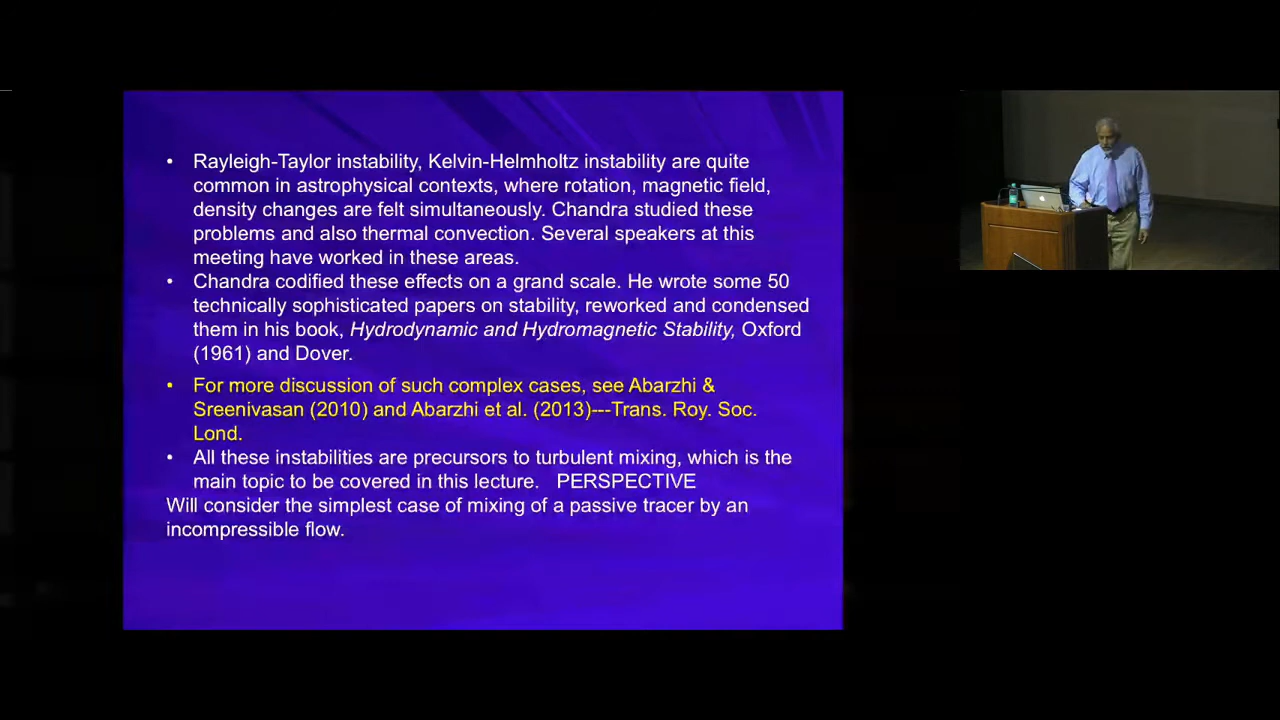 • Rayleigh-Taylor instability, Kelvin-Helmholtz instability are quite
common in astrophysical contexts, where rotation, magnetic field,
density changes are felt simultaneously. Chandra studied these
problems and also thermal convection. Several speakers at this
meeting have worked in these areas.
• Chandra codified these effects on a grand scale. He wrote some 50
technically sophisticated papers on stability, reworked and condensed
them in his book, Hydrodynamic and Hydromagnetic Stability, Oxford
(1961) and Dover.
• For more discussion of such complex cases, see Abarzhi &
Sreenivasan (2010) and Abarzhi et al. (2013)---Trans. Roy. Soc.
Lond.
• All these instabilities are precursors to turbulent mixing, which is the
main topic to be covered in this lecture. PERSPECTIVE
Will consider the simplest case of mixing of a passive tracer by an
incompressible flow.